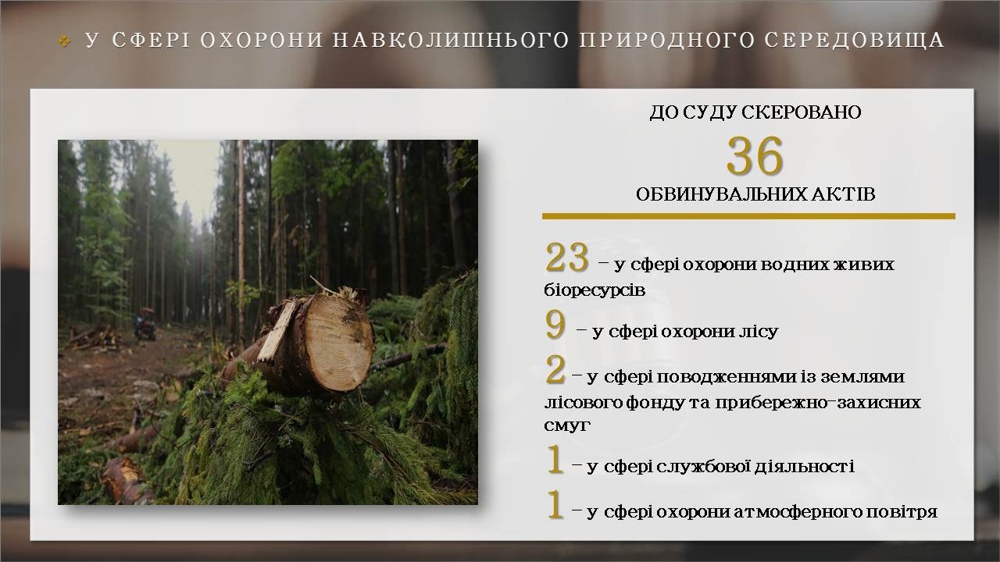 У СФЕРІ ОХОРОНИ НАВКОЛИШНЬОГО ПРИРОДНОГО СЕРЕДОВИЩА
ДО СУДУ СКЕРОВАНО
36
ОБВИНУВАЛЬНИХ АКТІВ
23 – у сфері охорони водних живих
біоресурсів
9 – у сфері охорони лісу
2 – у сфері поводженнями із землями
лісового фонду та прибережно-захисних
смуг
1 – у сфері службової діяльності
1 – у сфері охорони атмосферного повітря